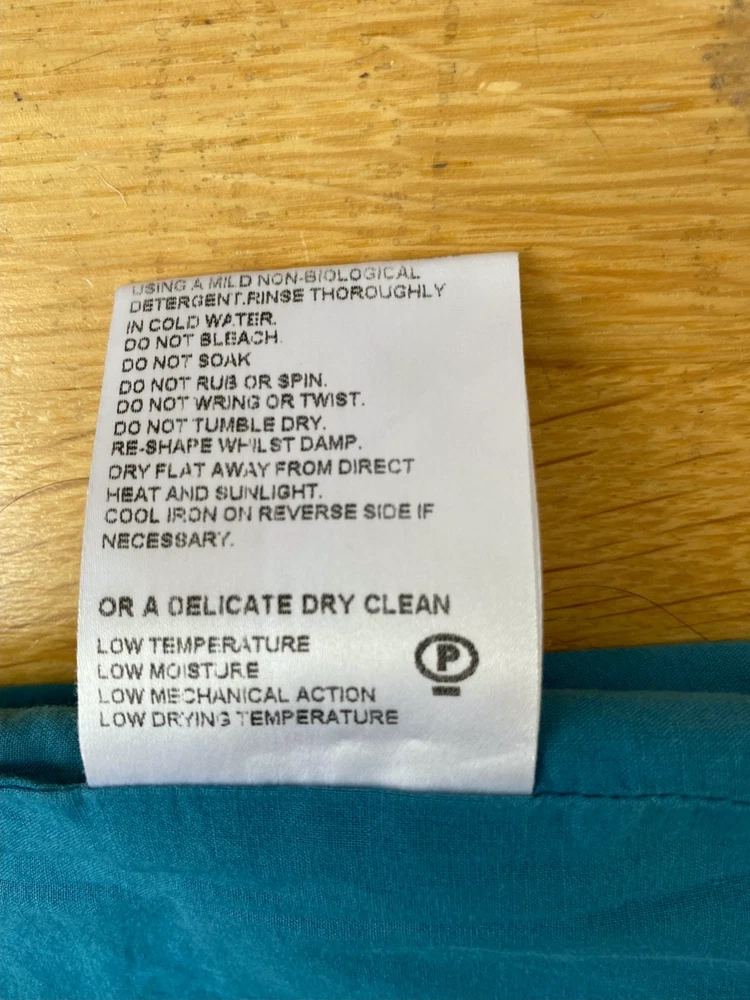 USING A MILD NON-BIOLOGICAL
DETERGENT.RINSE THOROUGHLY
IN COLD WATER.
DO NOT BLEACH.
DO NOT SOAK
DO NOT RUB OR SPIN.
DO NOT WRING OR TWIST.
DO NOT TUMBLE DRY.
RE-SHAPE WHILST DAMP.
DRY FLAT AWAY FROM DIRECT
HEAT AND SUNLIGHT.
COOL IRON ON REVERSE SIDE IF
NECESSARY.
OR A DELICATE DRY CLEAN
LOW TEMPERATURE
LOW MOISTURE
LOW MECHANICAL ACTION
LOW DRYING TEMPERATURE
P